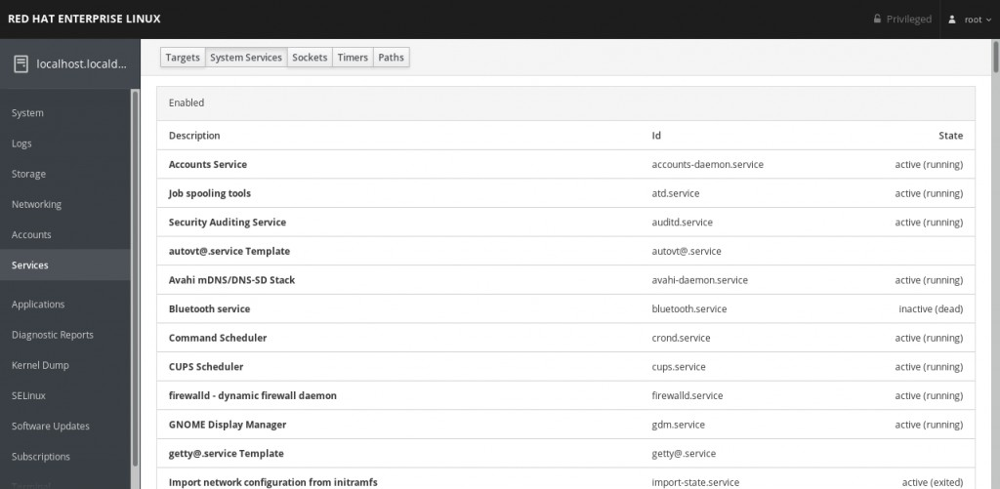 RED HAT ENTERPRISE LINUX
Privileged
root
localhost.locald...
Targets System Services Sockets Timers Paths
System
Logs
Storage
Networking
Accounts
Services
Applications
Diagnostic Reports
Kernel Dump
SELinux
Software Updates
Subscriptions
Terminal
Enabled
Description Id State
Accounts Service accounts-daemon.service active (running)
Job spooling tools atd.service active (running)
Security Auditing Service auditd.service active (running)
autovt@.service Template autovt@.service
Avahi mDNS/DNS-SD Stack avahi-daemon.service active (running)
Bluetooth service bluetooth.service inactive (dead)
Command Scheduler crond.service active (running)
CUPS Scheduler cups.service active (running)
firewalld - dynamic firewall daemon firewalld.service active (running)
GNOME Display Manager gdm.service active (running)
getty@.service Template getty@.service
Import network configuration from initramfs import-state.service active (exited)